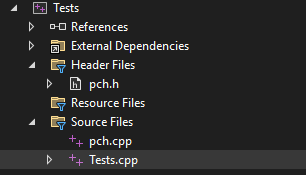 Tests
References
External Dependencies
Header Files
pch.h
Resource Files
Source Files
pch.cpp
Tests.cpp